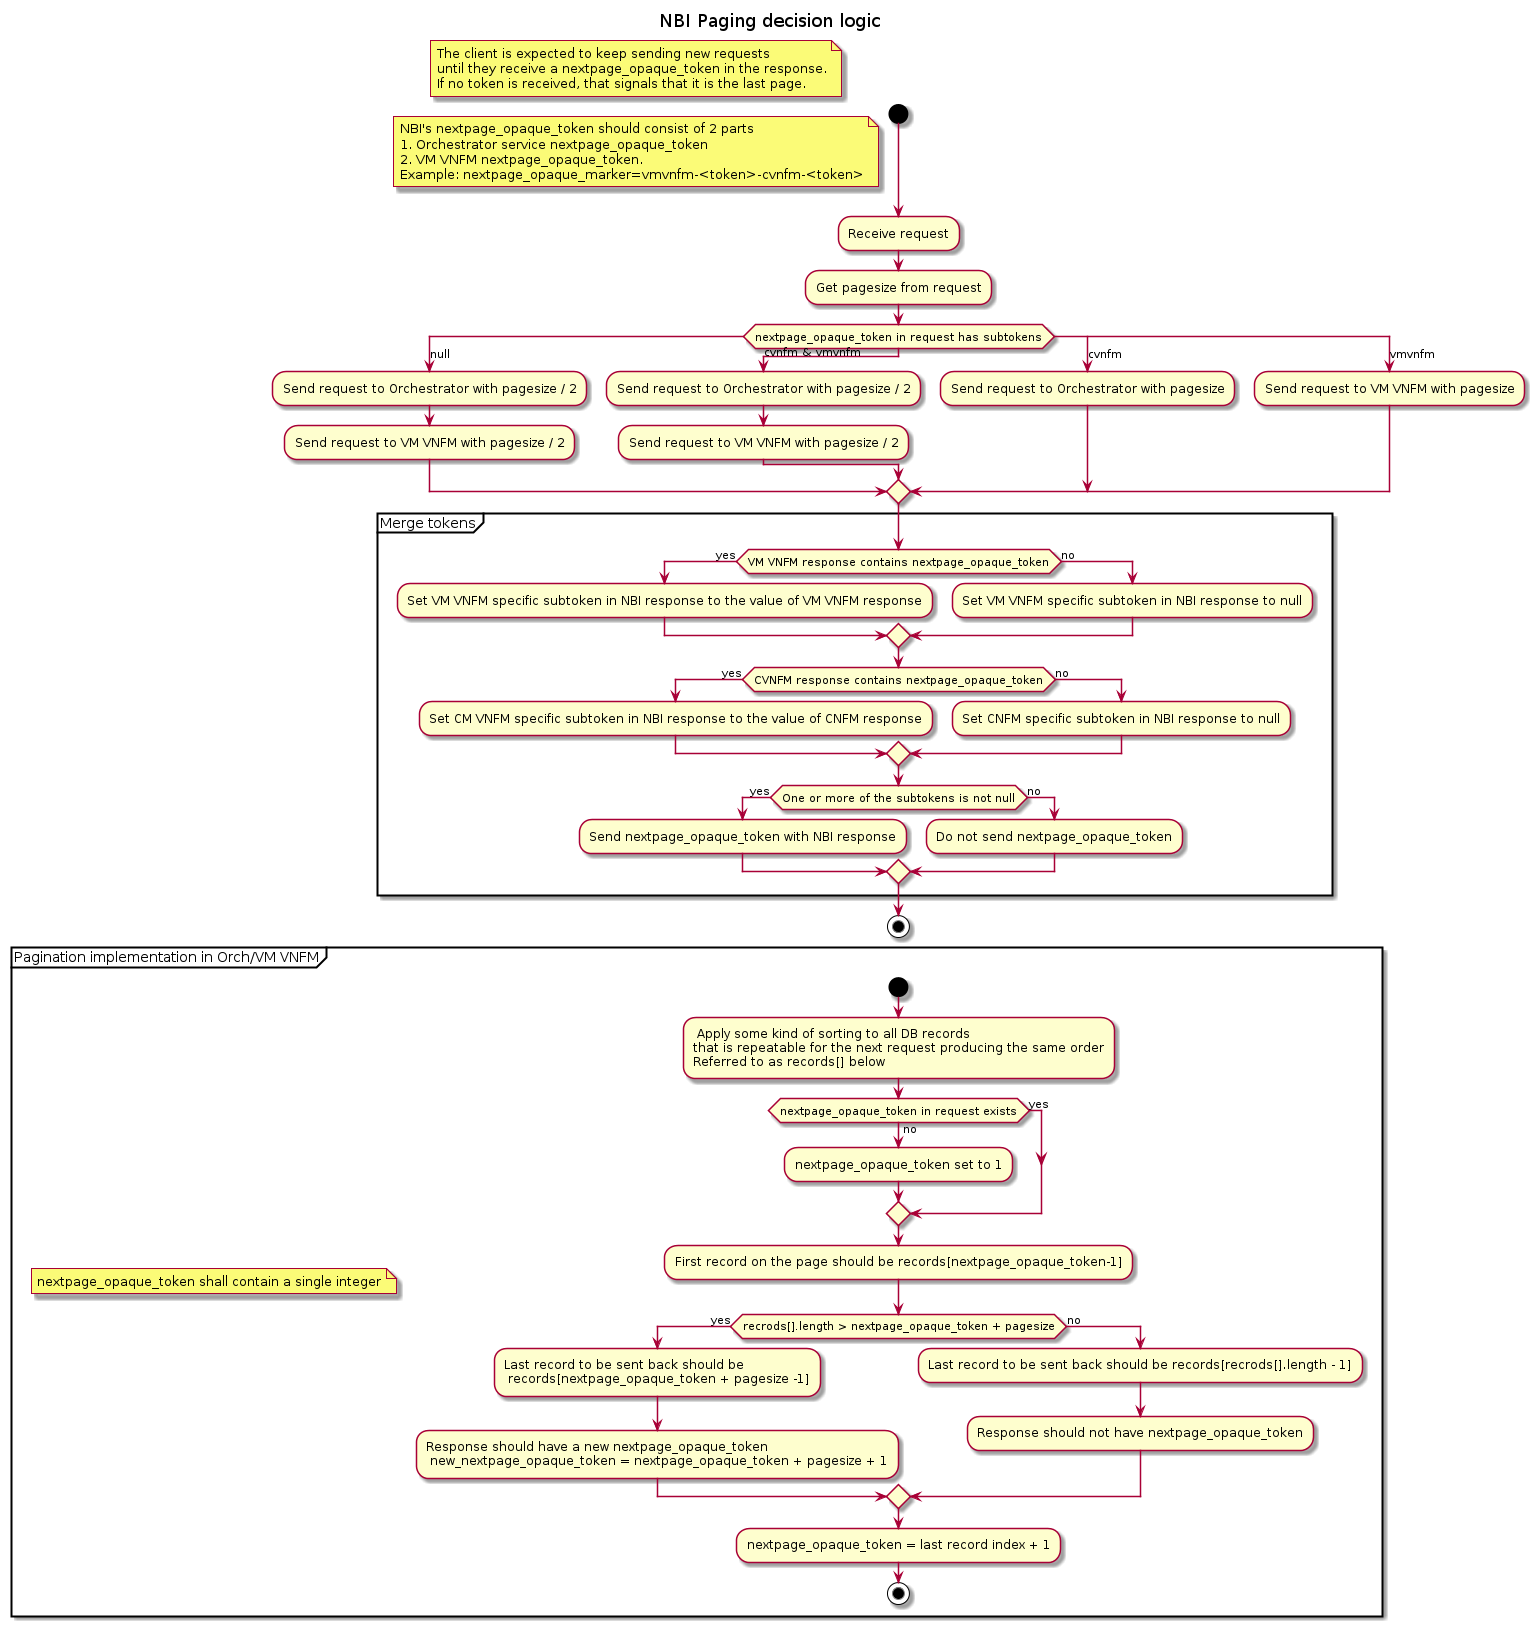 NBI Paging decision logic
The client is expected to keep sending new requests
until they receive a nextpage_opaque_token in the response.
If no token is received, that signals that it is the last page.
NBI's nextpage_opaque_token should consist of 2 parts
1. Orchestrator service nextpage_opaque_token
2. VM VNFM nextpage_opaque_token.
Example: nextpage_opaque_marker=vmvnfm-<token>-cvnfm-<token>
Receive request
Get pagesize from request
nextpage_opaque_token in request has subtokens
null
cvnfm & vmvnfm
cvnfm
vmvnfm
Send request to Orchestrator with pagesize / 2
Send request to Orchestrator with pagesize / 2
Send request to Orchestrator with pagesize
Send request to VM VNFM with pagesize
Send request to VM VNFM with pagesize / 2
Send request to VM VNFM with pagesize / 2
Merge tokens
VM VNFM response contains nextpage_opaque_token
yes
no
Set VM VNFM specific subtoken in NBI response to the value of VM VNFM response
Set VM VNFM specific subtoken in NBI response to null
CVNFM response contains nextpage_opaque_token
yes
no
Set CM VNFM specific subtoken in NBI response to the value of CNFM response
Set CNFM specific subtoken in NBI response to null
One or more of the subtokens is not null
yes
no
Send nextpage_opaque_token with NBI response
Do not send nextpage_opaque_token
Pagination implementation in Orch/VM VNFM
Apply some kind of sorting to all DB records
that is repeatable for the next request producing the same order
Referred to as records[] below
nextpage_opaque_token in request exists
yes
no
nextpage_opaque_token set to 1
First record on the page should be records[nextpage_opaque_token-1]
nextpage_opaque_token shall contain a single integer
recrods[].length > nextpage_opaque_token + pagesize
yes
no
Last record to be sent back should be
records[nextpage_opaque_token + pagesize -1]
Last record to be sent back should be records[recrods[].length - 1]
Response should have a new nextpage_opaque_token
new_nextpage_opaque_token = nextpage_opaque_token + pagesize + 1
Response should not have nextpage_opaque_token
nextpage_opaque_token = last record index + 1